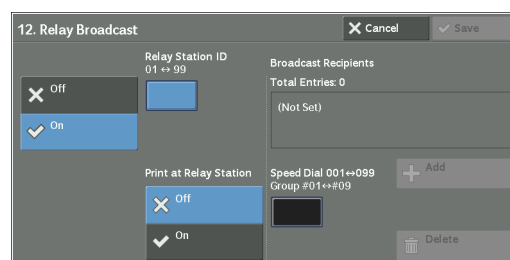 12. Relay Broadcast
Cancel
Save
Relay Station ID
01 ↔ 99
Off
On
Broadcast Recipients
Total Entries: 0
(Not Set)
Print at Relay Station
Off
On
Speed Dial 001↔099
Group #01↔#09
Add
Delete